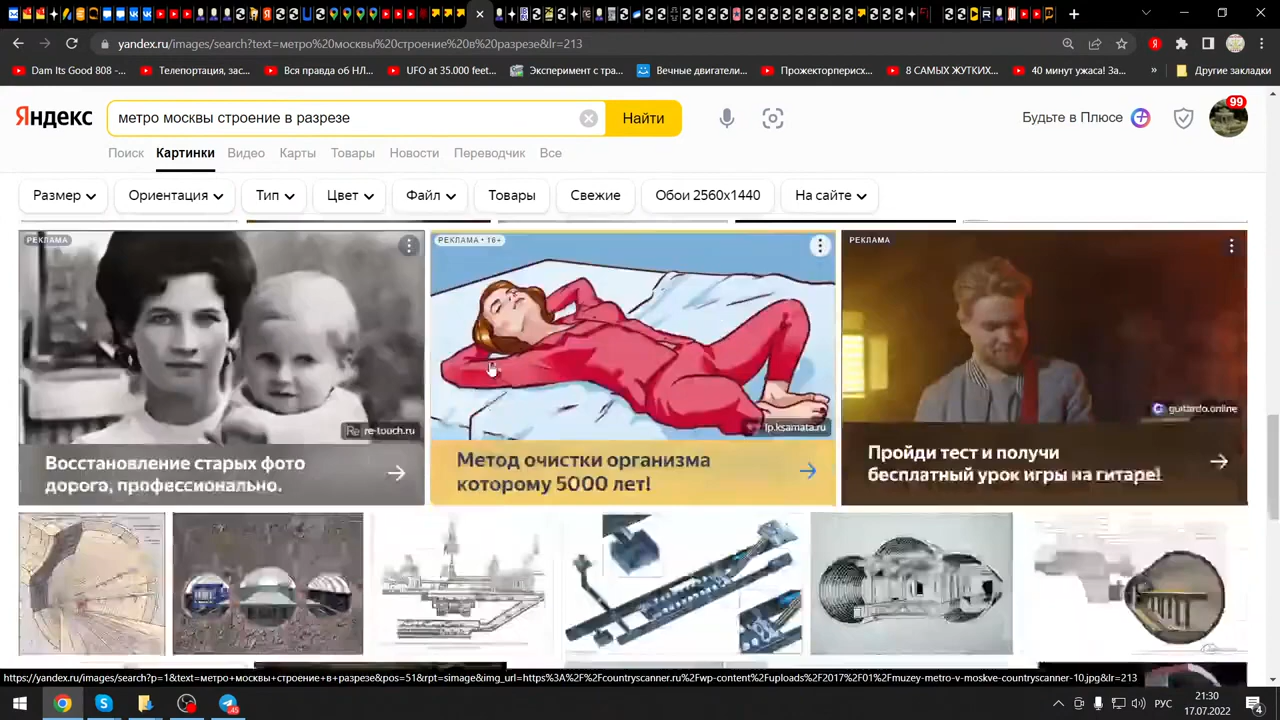 yandex.ru/images/search?text=метро%20москвы%20строение%20в%20разрезе&lr=213
Dam Its Good 808 -...
Телепортация, зас...
Вся правда об НЛ...
UFO at 35.000 feet...
Эксперимент с тра...
Вечные двигатели...
Прожекторперисх...
8 САМЫХ ЖУТКИХ...
40 минут ужаса! За...
»
Другие закладки
Яндекс
метро москвы строение в разрезе
Найти
Будьте в Плюсе
99
Поиск
Картинки
Видео
Карты
Товары
Новости
Переводчик
Все
Размер
Ориентация
Тип
Цвет
Файл
Товары
Свежие
Обои 2560x1440
На сайте
РЕКЛАМА
Re re-touch.ru
Восстановление старых фото
дорога, профессионально.
РЕКЛАМА • 16+
lp.ksamata.ru
Метод очистки организма
которому 5000 лет!
РЕКЛАМА
guitardo.online
Пройди тест и получи
бесплатный урок игры на гитаре!
https://yandex.ru/images/search?p=1&text=метро+москвы+строение+в+разрезе&pos=51&rpt=simage&img_url=https%3A%2F%2Fcountryscanner.ru%2Fwp-content%2Fuploads%2F2017%2F01%2Fmuzey-metro-v-moskve-countryscanner-10.jpg&lr=213
45
РУС
21:30
17.07.2022
4